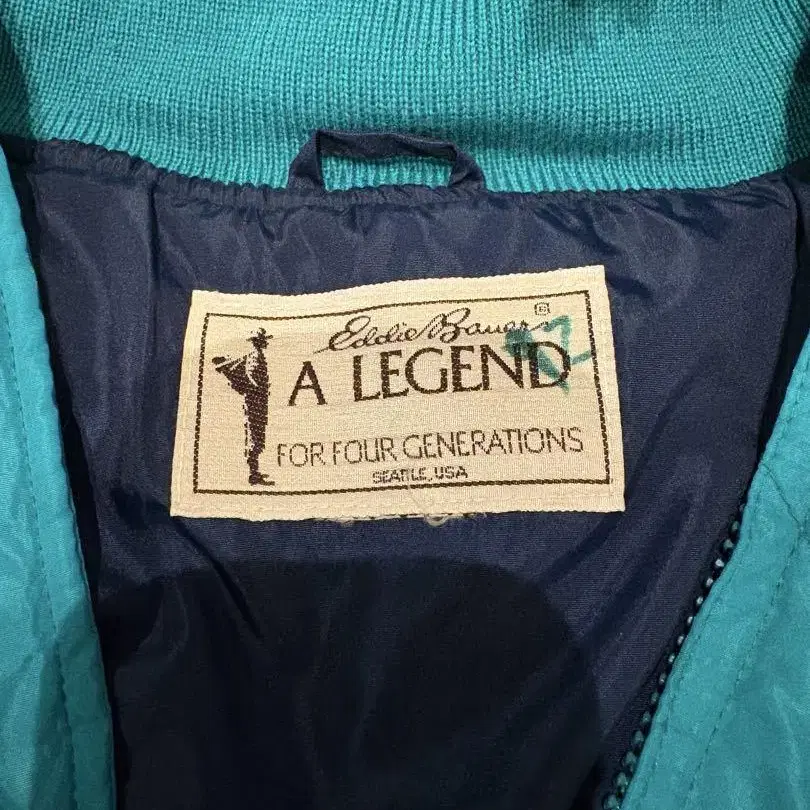 Eddie Bauer®
A LEGEND
FOR FOUR GENERATIONS
SEATTLE, USA